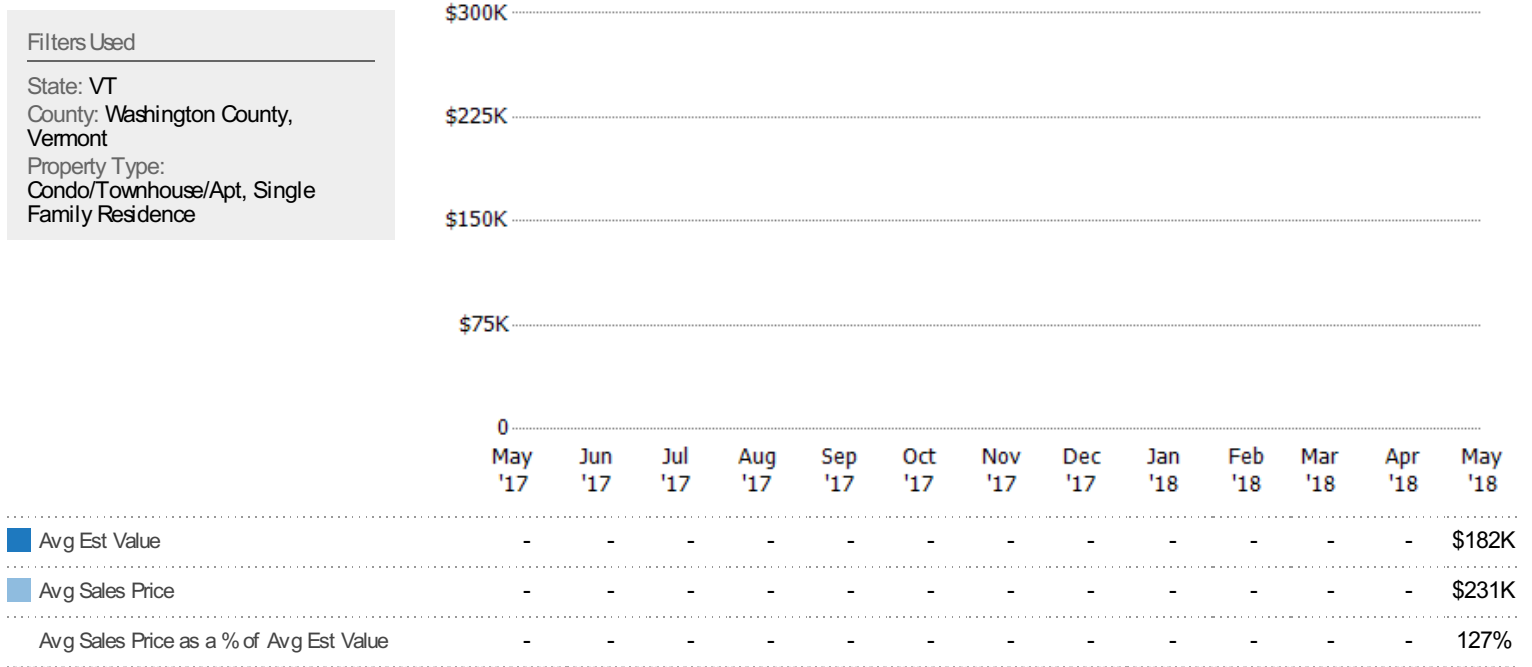 Filters Used
State: VT
County: Washington County,
Vermont
Property Type:
Condo/Townhouse/Apt, Single
Family Residence
$300K
$225K
$150K
$75K
0
May Jun Jul Aug Sep Oct Nov Dec Jan Feb Mar Apr May
'17 '17 '17 '17 '17 '17 '17 '17 '18 '18 '18 '18 '18
Avg Est Value - - - - - - - - - - - - $182K
Avg Sales Price - - - - - - - - - - - - $231K
Avg Sales Price as a % of Avg Est Value - - - - - - - - - - - - 127%